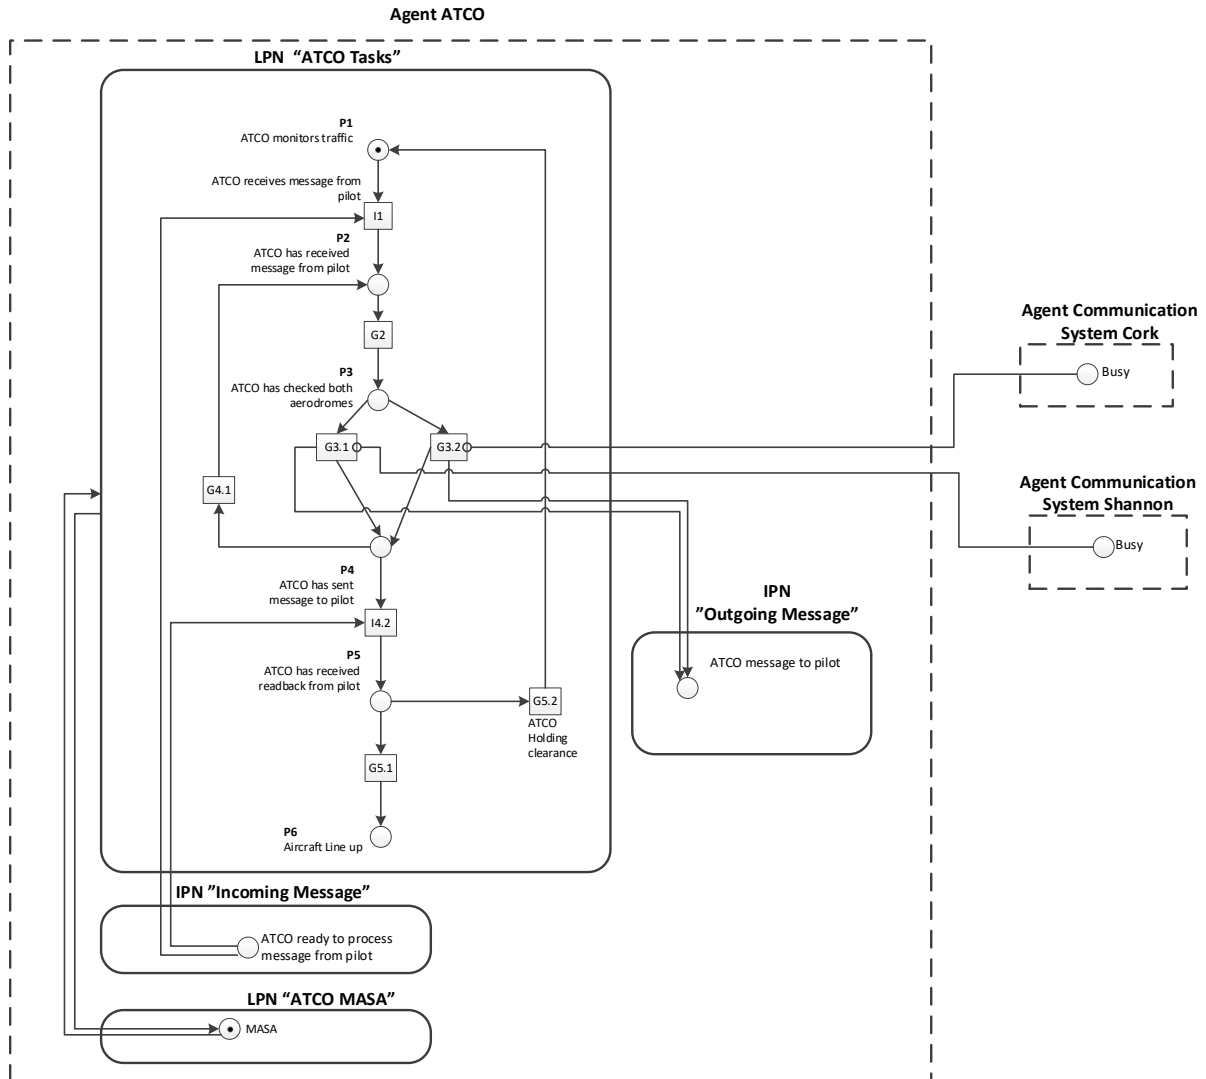 Agent ATCO
LPN “ATCO Tasks”
P1
ATCO monitors traffic
ATCO receives message from
pilot
I1
P2
ATCO has received
message from pilot
G2
P3
ATCO has checked both
aerodromes
G3.1
G3.2
G4.1
P4
ATCO has sent
message to pilot
I4.2
P5
ATCO has received
readback from pilot
G5.2
ATCO
Holding
clearance
G5.1
P6
Aircraft Line up
Agent Communication
System Cork
Busy
Agent Communication
System Shannon
Busy
IPN
”Outgoing Message”
ATCO message to pilot
IPN ”Incoming Message”
ATCO ready to process
message from pilot
LPN “ATCO MASA”
MASA